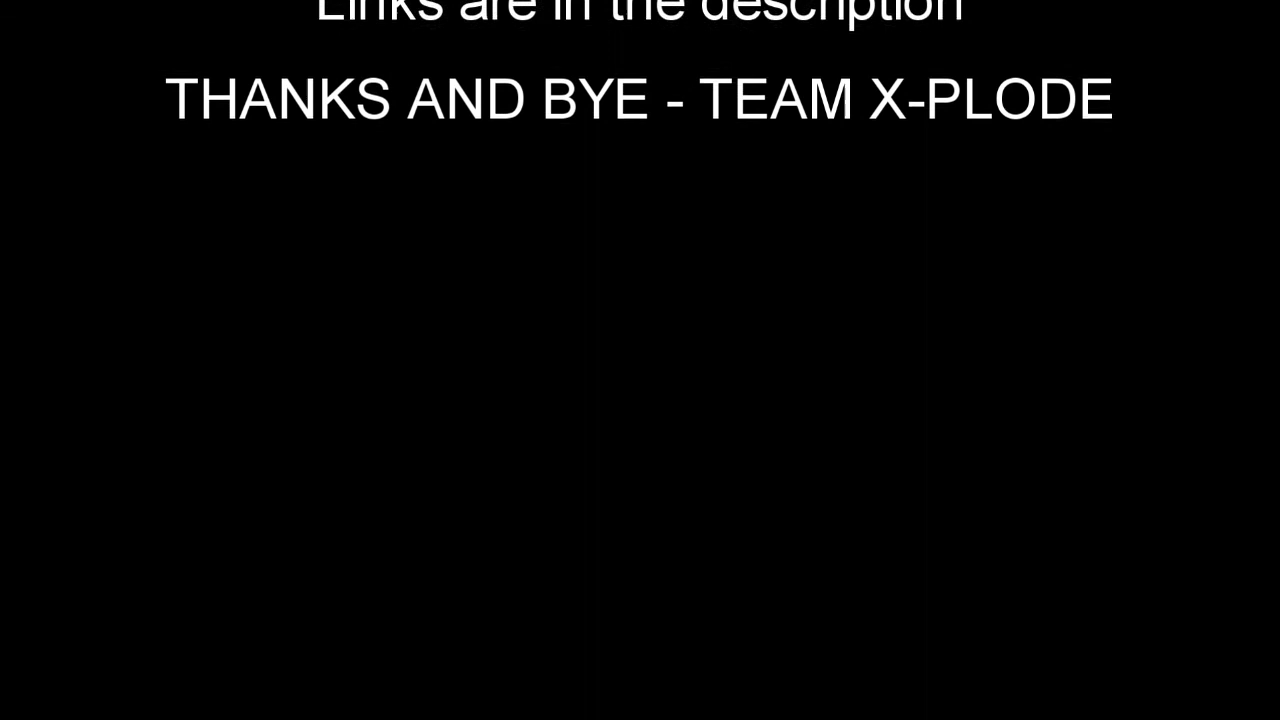 Links are in the description
THANKS AND BYE - TEAM X-PLODE